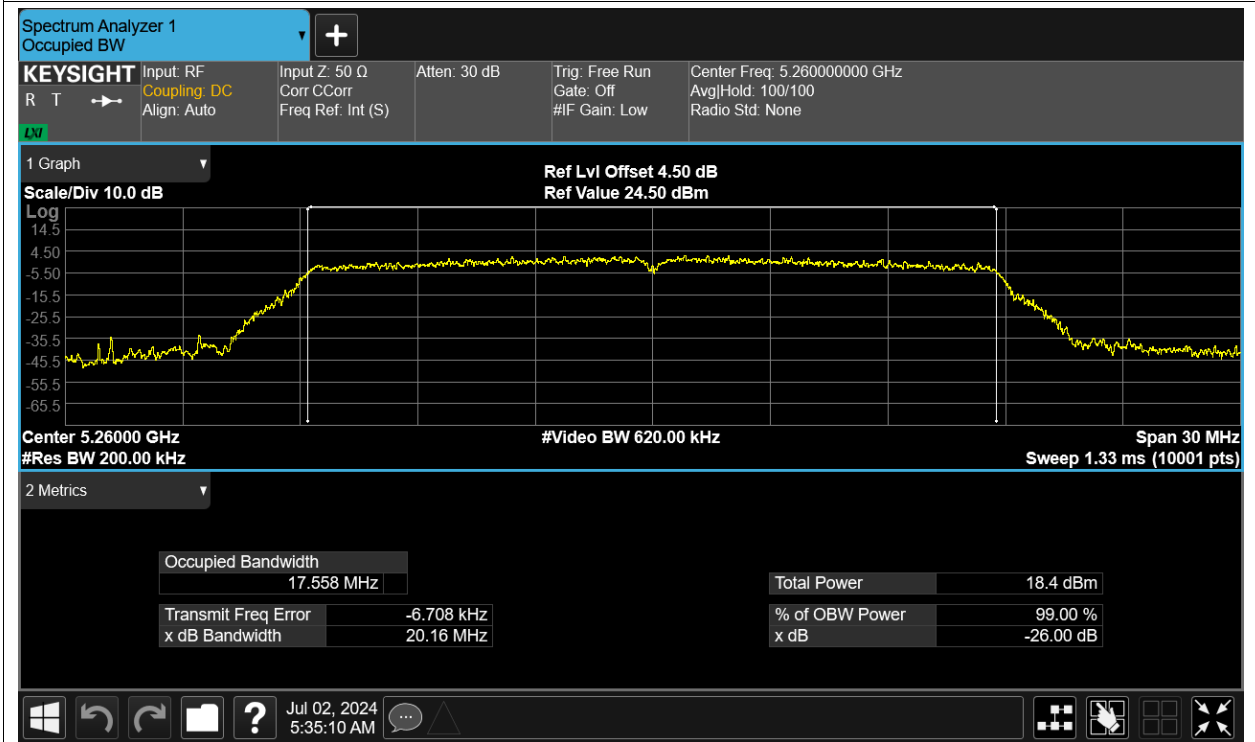 Spectrum Analyzer 1
Occupied BW
KEYSIGHT
R T
LXI
Input: RF
Coupling: DC
Align: Auto
Input Z: 50 Ω
Corr CCorr
Freq Ref: Int (S)
Atten: 30 dB
Trig: Free Run
Gate: Off
#IF Gain: Low
Center Freq: 5.260000000 GHz
Avg|Hold: 100/100
Radio Std: None
1 Graph
Scale/Div 10.0 dB
Ref Lvl Offset 4.50 dB
Ref Value 24.50 dBm
Log
14.5
4.50
-5.50
-15.5
-25.5
-35.5
-45.5
-55.5
-65.5
Center 5.26000 GHz
#Res BW 200.00 kHz
#Video BW 620.00 kHz
Span 30 MHz
Sweep 1.33 ms (10001 pts)
2 Metrics
Occupied Bandwidth
17.558 MHz
Transmit Freq Error -6.708 kHz
x dB Bandwidth 20.16 MHz
Total Power 18.4 dBm
% of OBW Power 99.00 %
x dB -26.00 dB
?
Jul 02, 2024
5:35:10 AM